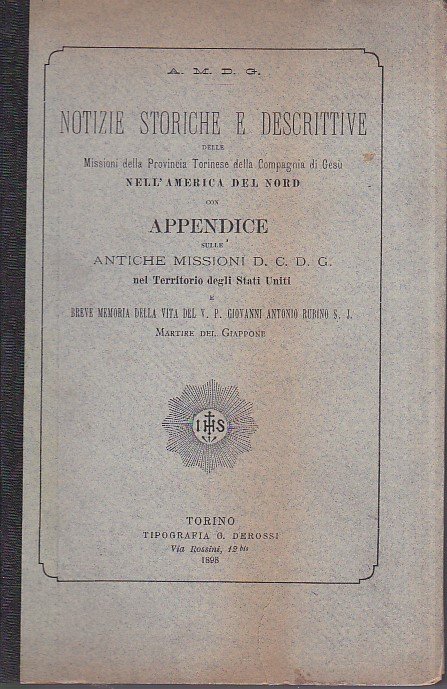 A. M. D. G.
NOTIZIE STORICHE E DESCRITTIVE
DELLE
Missioni della Provincia Torinese della Compagnia di Gesù
NELL'AMERICA DEL NORD
CON
APPENDICE
SULLE
ANTICHE MISSIONI D. C. D. G.
nel Territorio degli Stati Uniti
E
BREVE MEMORIA DELLA VITA DEL V. P. GIOVANNI ANTONIO RUBINO S. J.
MARTIRE DEL GIAPPONE
IHS
TORINO
TIPOGRAFIA G. DEROSSI
Via Rossini, 12 bis
1898